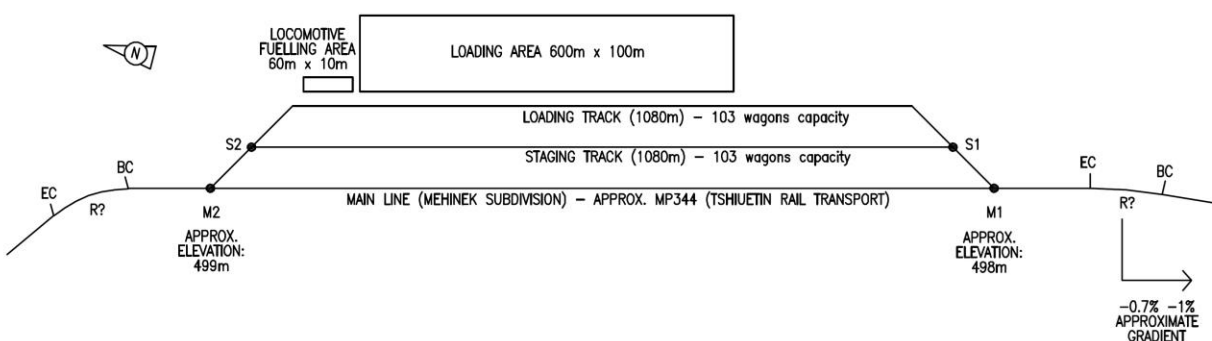 N
LOCOMOTIVE
FUELLING AREA
60m x 10m
LOADING AREA 600m x 100m
LOADING TRACK (1080m) – 103 wagons capacity
S2
S1
STAGING TRACK (1080m) – 103 wagons capacity
EC
BC
R?
MAIN LINE (MEHINEK SUBDIVISION) – APPROX. MP344 (TSHIUETIN RAIL TRANSPORT)
EC
BC
R?
M2
APPROX.
ELEVATION:
499m
M1
APPROX.
ELEVATION:
498m
-0.7% -1%
APPROXIMATE
GRADIENT